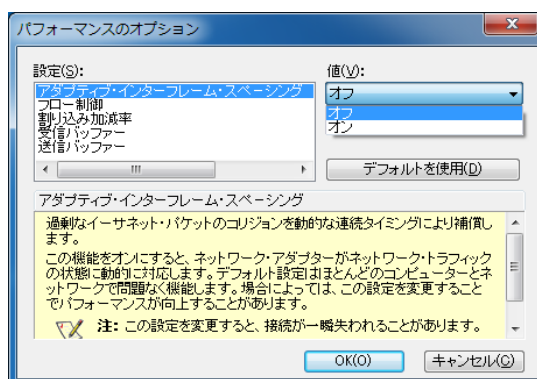 パフォーマンスのオプション
設定(S):
値(V):
アダプティブ・インターフレーム・スペーシング
フロー制御
割り込み加減率
受信バッファー
送信バッファー
オフ
オフ
オン
デフォルトを使用(D)
アダプティブ・インターフレーム・スペーシング
過剰なイーサネット・パケットのコリジョンを動的な連続タイミングにより補償し
ます。
この機能をオンにすると、ネットワーク・アダプターがネットワーク・トラフィック
の状態に動的に対応します。デフォルト設定はほとんどのコンピューターとネ
ットワークで問題なく機能します。場合によっては、この設定を変更すること
でパフォーマンスが向上することがあります。
注: この設定を変更すると、接続が一瞬失われることがあります。
OK(O)
キャンセル(C)